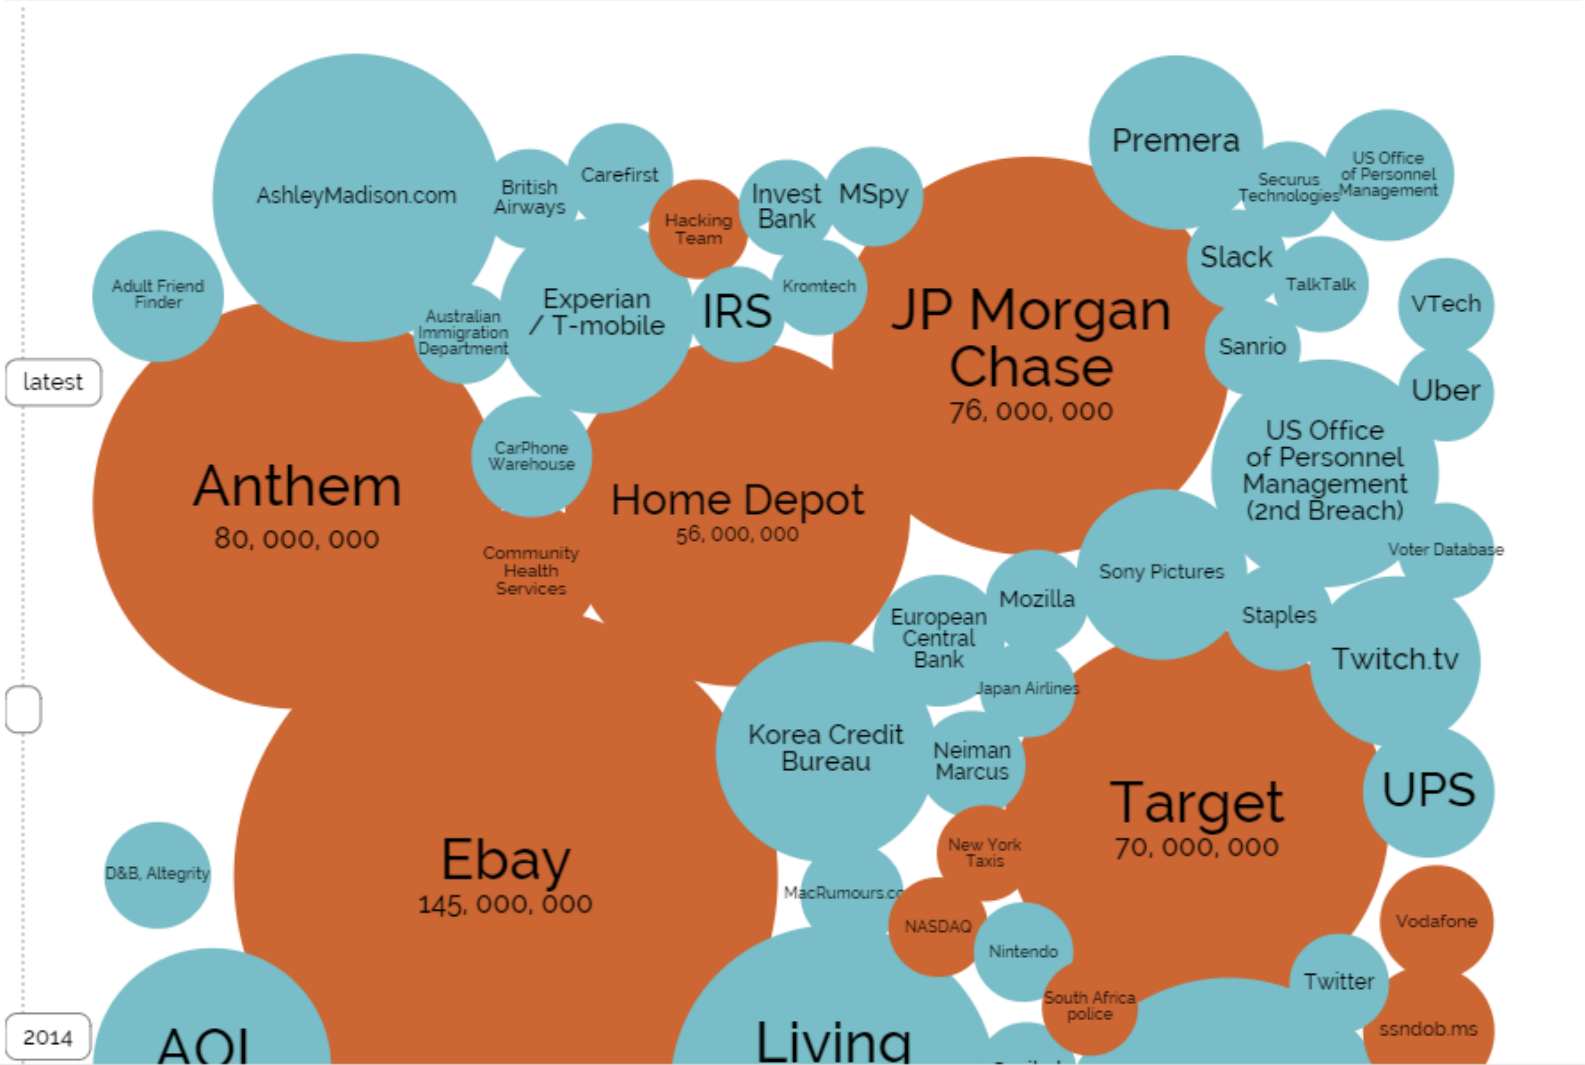 Premera
US Office
of Personnel
Management
Securus
Technologies
AshleyMadison.com
British
Airways
Carefirst
Hacking
Team
Invest
Bank
MSpy
Slack
TalkTalk
VTech
Adult Friend
Finder
Australian
Immigration
Department
Experian
/ T-mobile
IRS
Kromtech
JP Morgan
Chase
76, 000, 000
Sanrio
Uber
latest
CarPhone
Warehouse
US Office
of Personnel
Management
(2nd Breach)
Anthem
80, 000, 000
Home Depot
56, 000, 000
Community
Health
Services
Voter Database
Sony Pictures
Mozilla
European
Central
Bank
Staples
Twitch.tv
Japan Airlines
Korea Credit
Bureau
Neiman
Marcus
Target
70, 000, 000
UPS
Ebay
145, 000, 000
D&B, Altegrity
New York
Taxis
MacRumours.co
NASDAQ
Nintendo
Vodafone
Twitter
South Africa
police
ssndob.ms
2014
AOL
Living